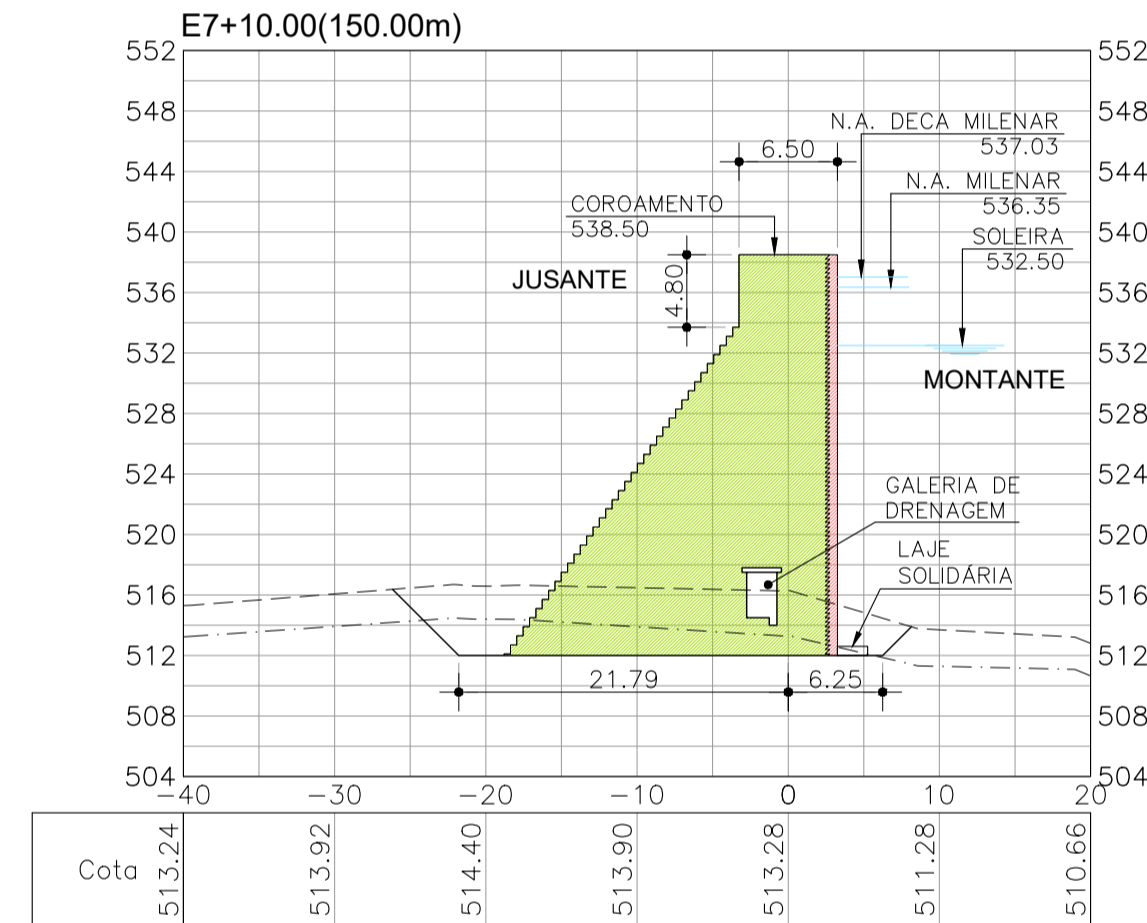 E7+10.00(150.00m)
552 552
548 548
N.A. DECA MILENAR
537.03
6.50
544 544
N.A. MILENAR
536.35
COROAMENTO
538.50
540 540
SOLEIRA
532.50
JUSANTE
4.80
536 536
532 532
MONTANTE
528 528
524 524
GALERIA DE
DRENAGEM
520 520
LAJE
SOLIDÁRIA
516 516
512 512
21.79 6.25
508 508
504 504
-40 -30 -20 -10 0 10 20
Cota 513.24 513.92 514.40 513.90 513.28 511.28 510.66